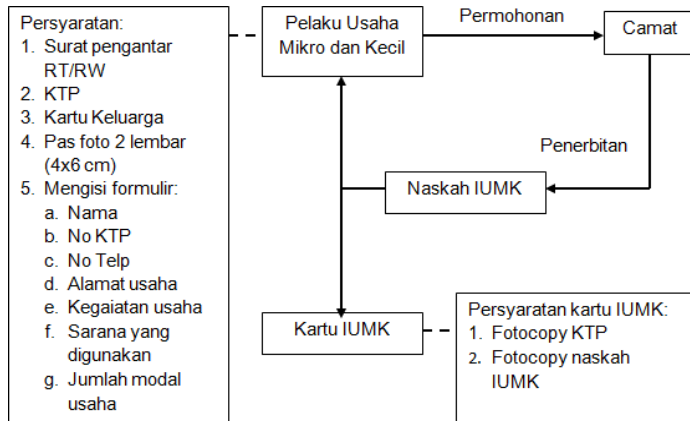 Persyaratan:
1. Surat pengantar
RT/RW
2. KTP
3. Kartu Keluarga
4. Pas foto 2 lembar
(4x6 cm)
5. Mengisi formulir:
a. Nama
b. No KTP
c. No Telp
d. Alamat usaha
e. Kegaiatan usaha
f. Sarana yang
digunakan
g. Jumlah modal
usaha
Pelaku Usaha
Mikro dan Kecil
Permohonan
Camat
Penerbitan
Naskah IUMK
Kartu IUMK
Persyaratan kartu IUMK:
1. Fotocopy KTP
2. Fotocopy naskah
IUMK